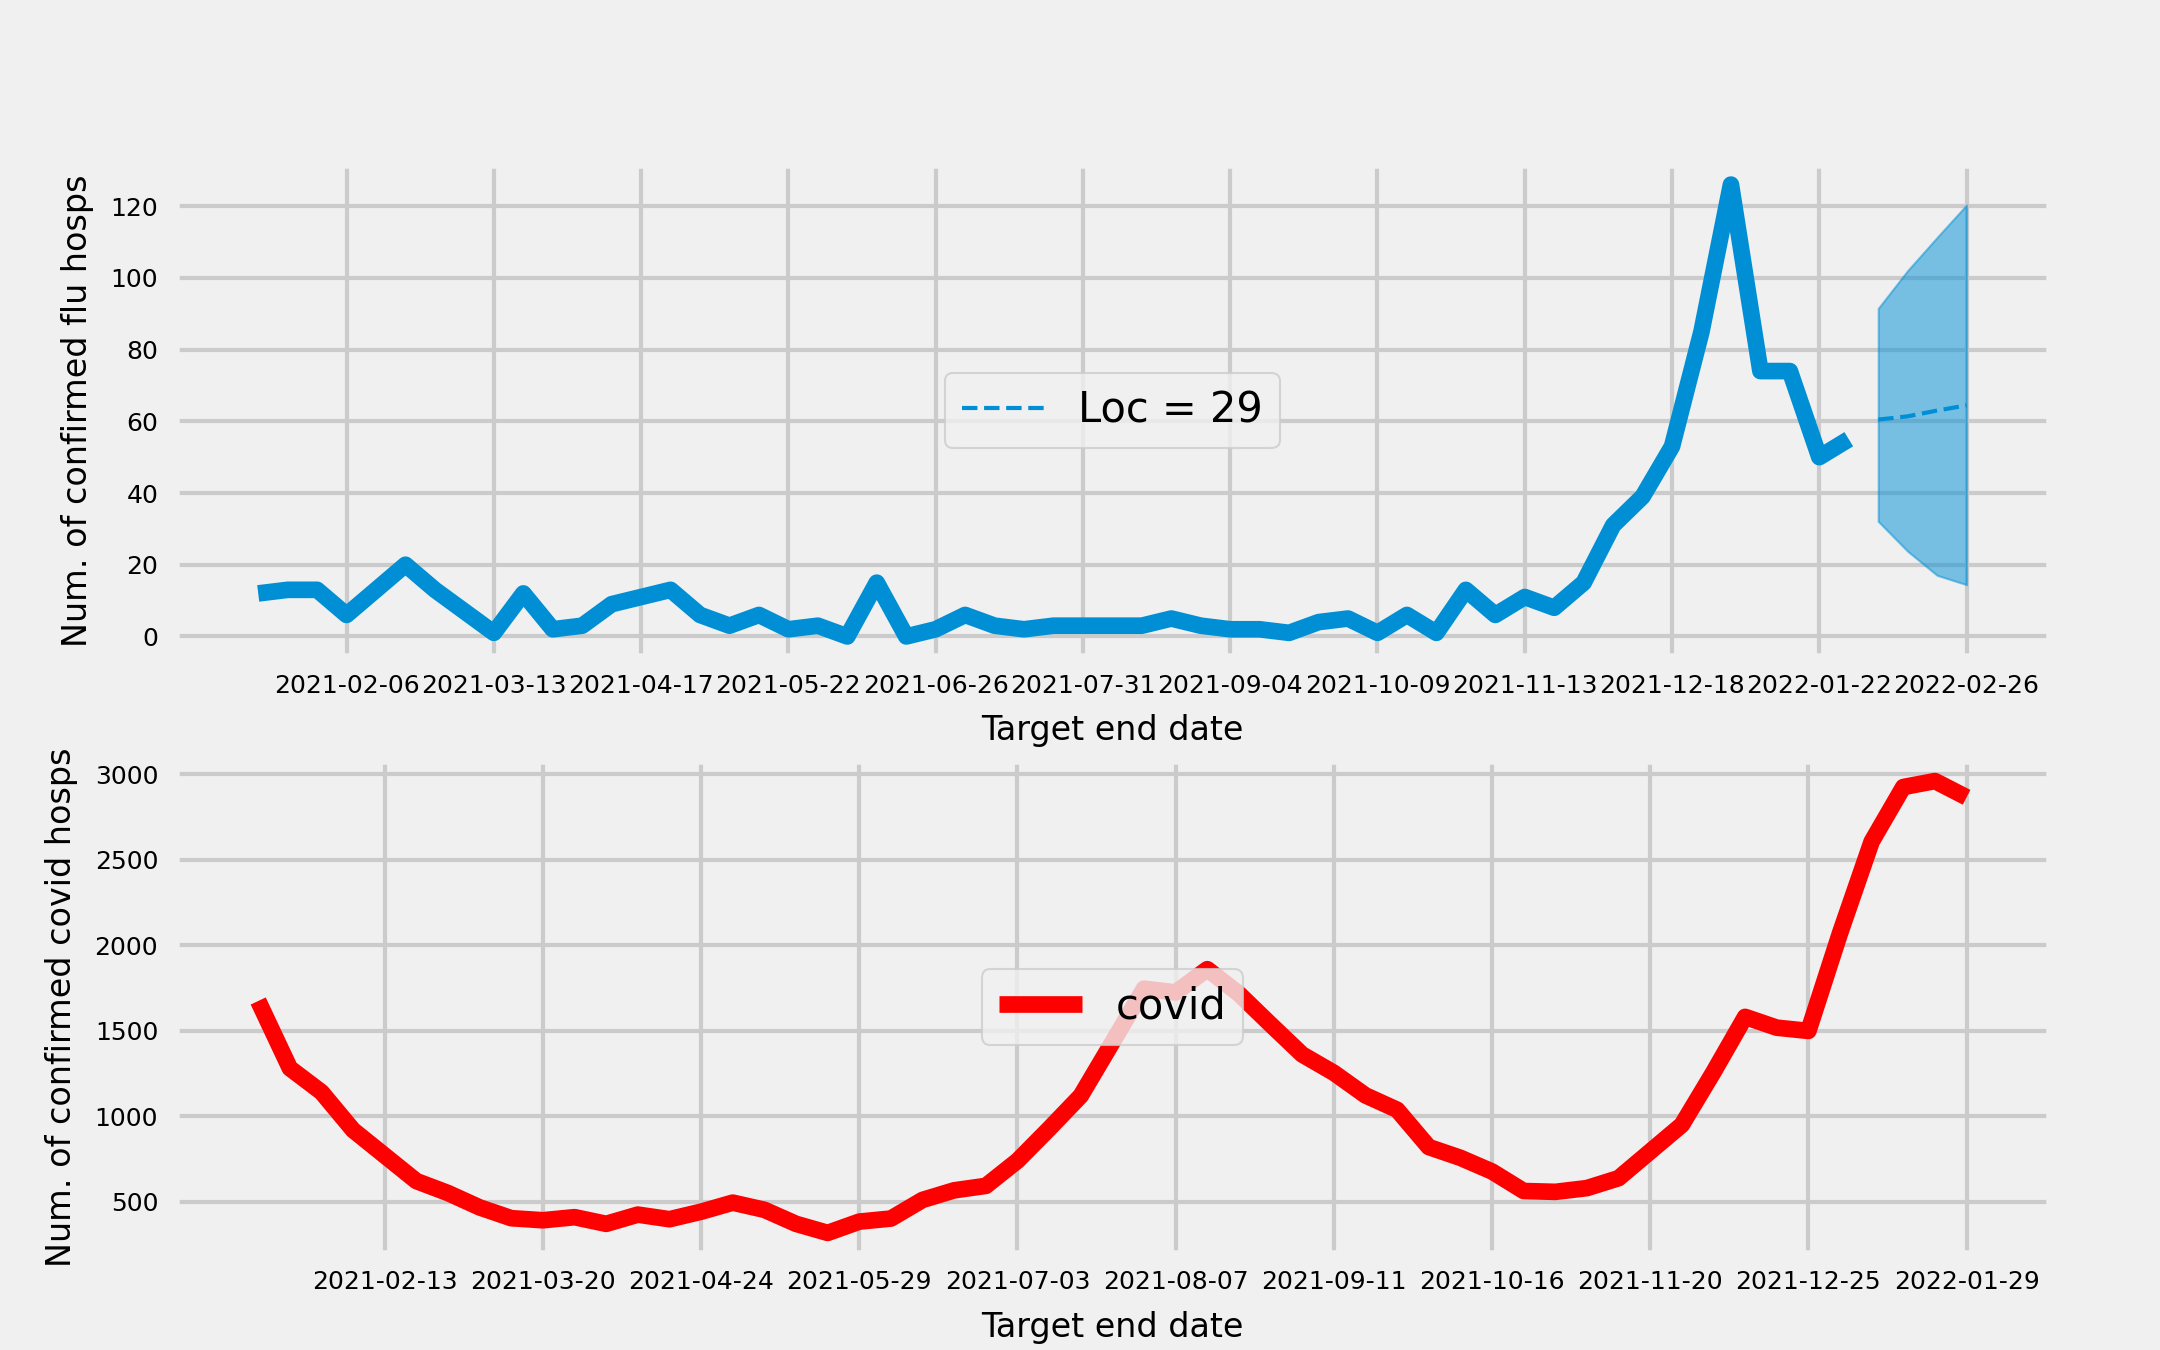 Num. of confirmed flu hosps
120
100
80
60
40
20
0
Loc = 29
2021-02-06 2021-03-13 2021-04-17 2021-05-22 2021-06-26 2021-07-31 2021-09-04 2021-10-09 2021-11-13 2021-12-18 2022-01-22 2022-02-26
Target end date
Num. of confirmed covid hosps
3000
2500
2000
1500
1000
500
covid
2021-02-13 2021-03-20 2021-04-24 2021-05-29 2021-07-03 2021-08-07 2021-09-11 2021-10-16 2021-11-20 2021-12-25 2022-01-29
Target end date